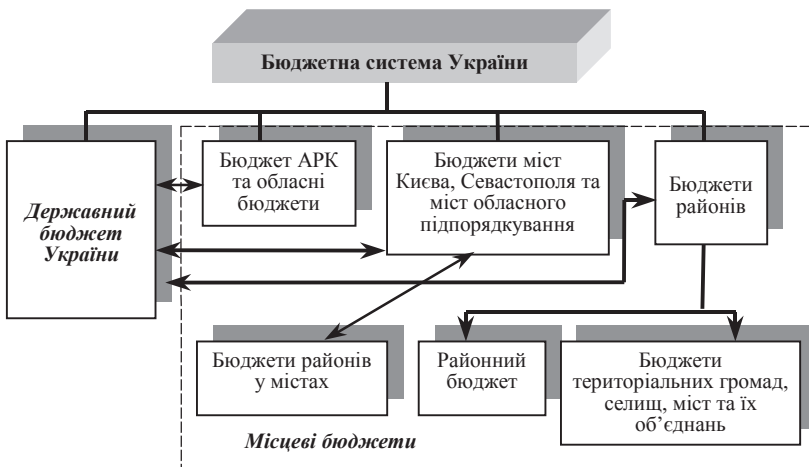 Бюджетна система України
Державний
бюджет
України
Бюджет АРК
та обласні
бюджети
Бюджети міст
Києва, Севастополя та
міст обласного
підпорядкування
Бюджети
районів
Бюджети районів
у містах
Районний
бюджет
Бюджети
територіальних громад,
селищ, міст та їх
об’єднань
Місцеві бюджети